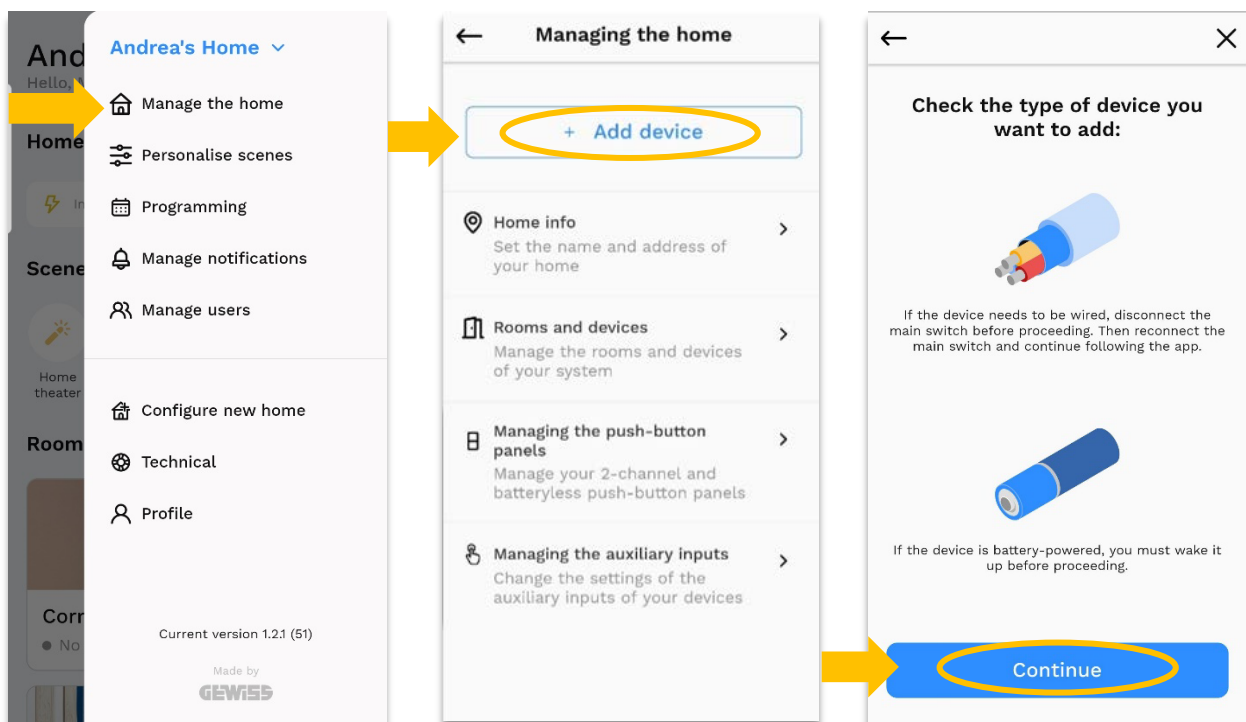 And
Hello, A
Home
In
Scene
Home
theater
Room
Corr
No
Andrea's Home
Manage the home
Personalise scenes
Programming
Manage notifications
Manage users
Configure new home
Technical
Profile
Current version 1.2.1 (51)
Made by
GEWISS
Managing the home
+ Add device
Home info
Set the name and address of
your home
Rooms and devices
Manage the rooms and devices
of your system
Managing the push-button
panels
Manage your 2-channel and
batteryless push-button panels
Managing the auxiliary inputs
Change the settings of the
auxiliary inputs of your devices
Check the type of device you
want to add:
If the device needs to be wired, disconnect the
main switch before proceeding. Then reconnect the
main switch and continue following the app.
If the device is battery-powered, you must wake it
up before proceeding.
Continue